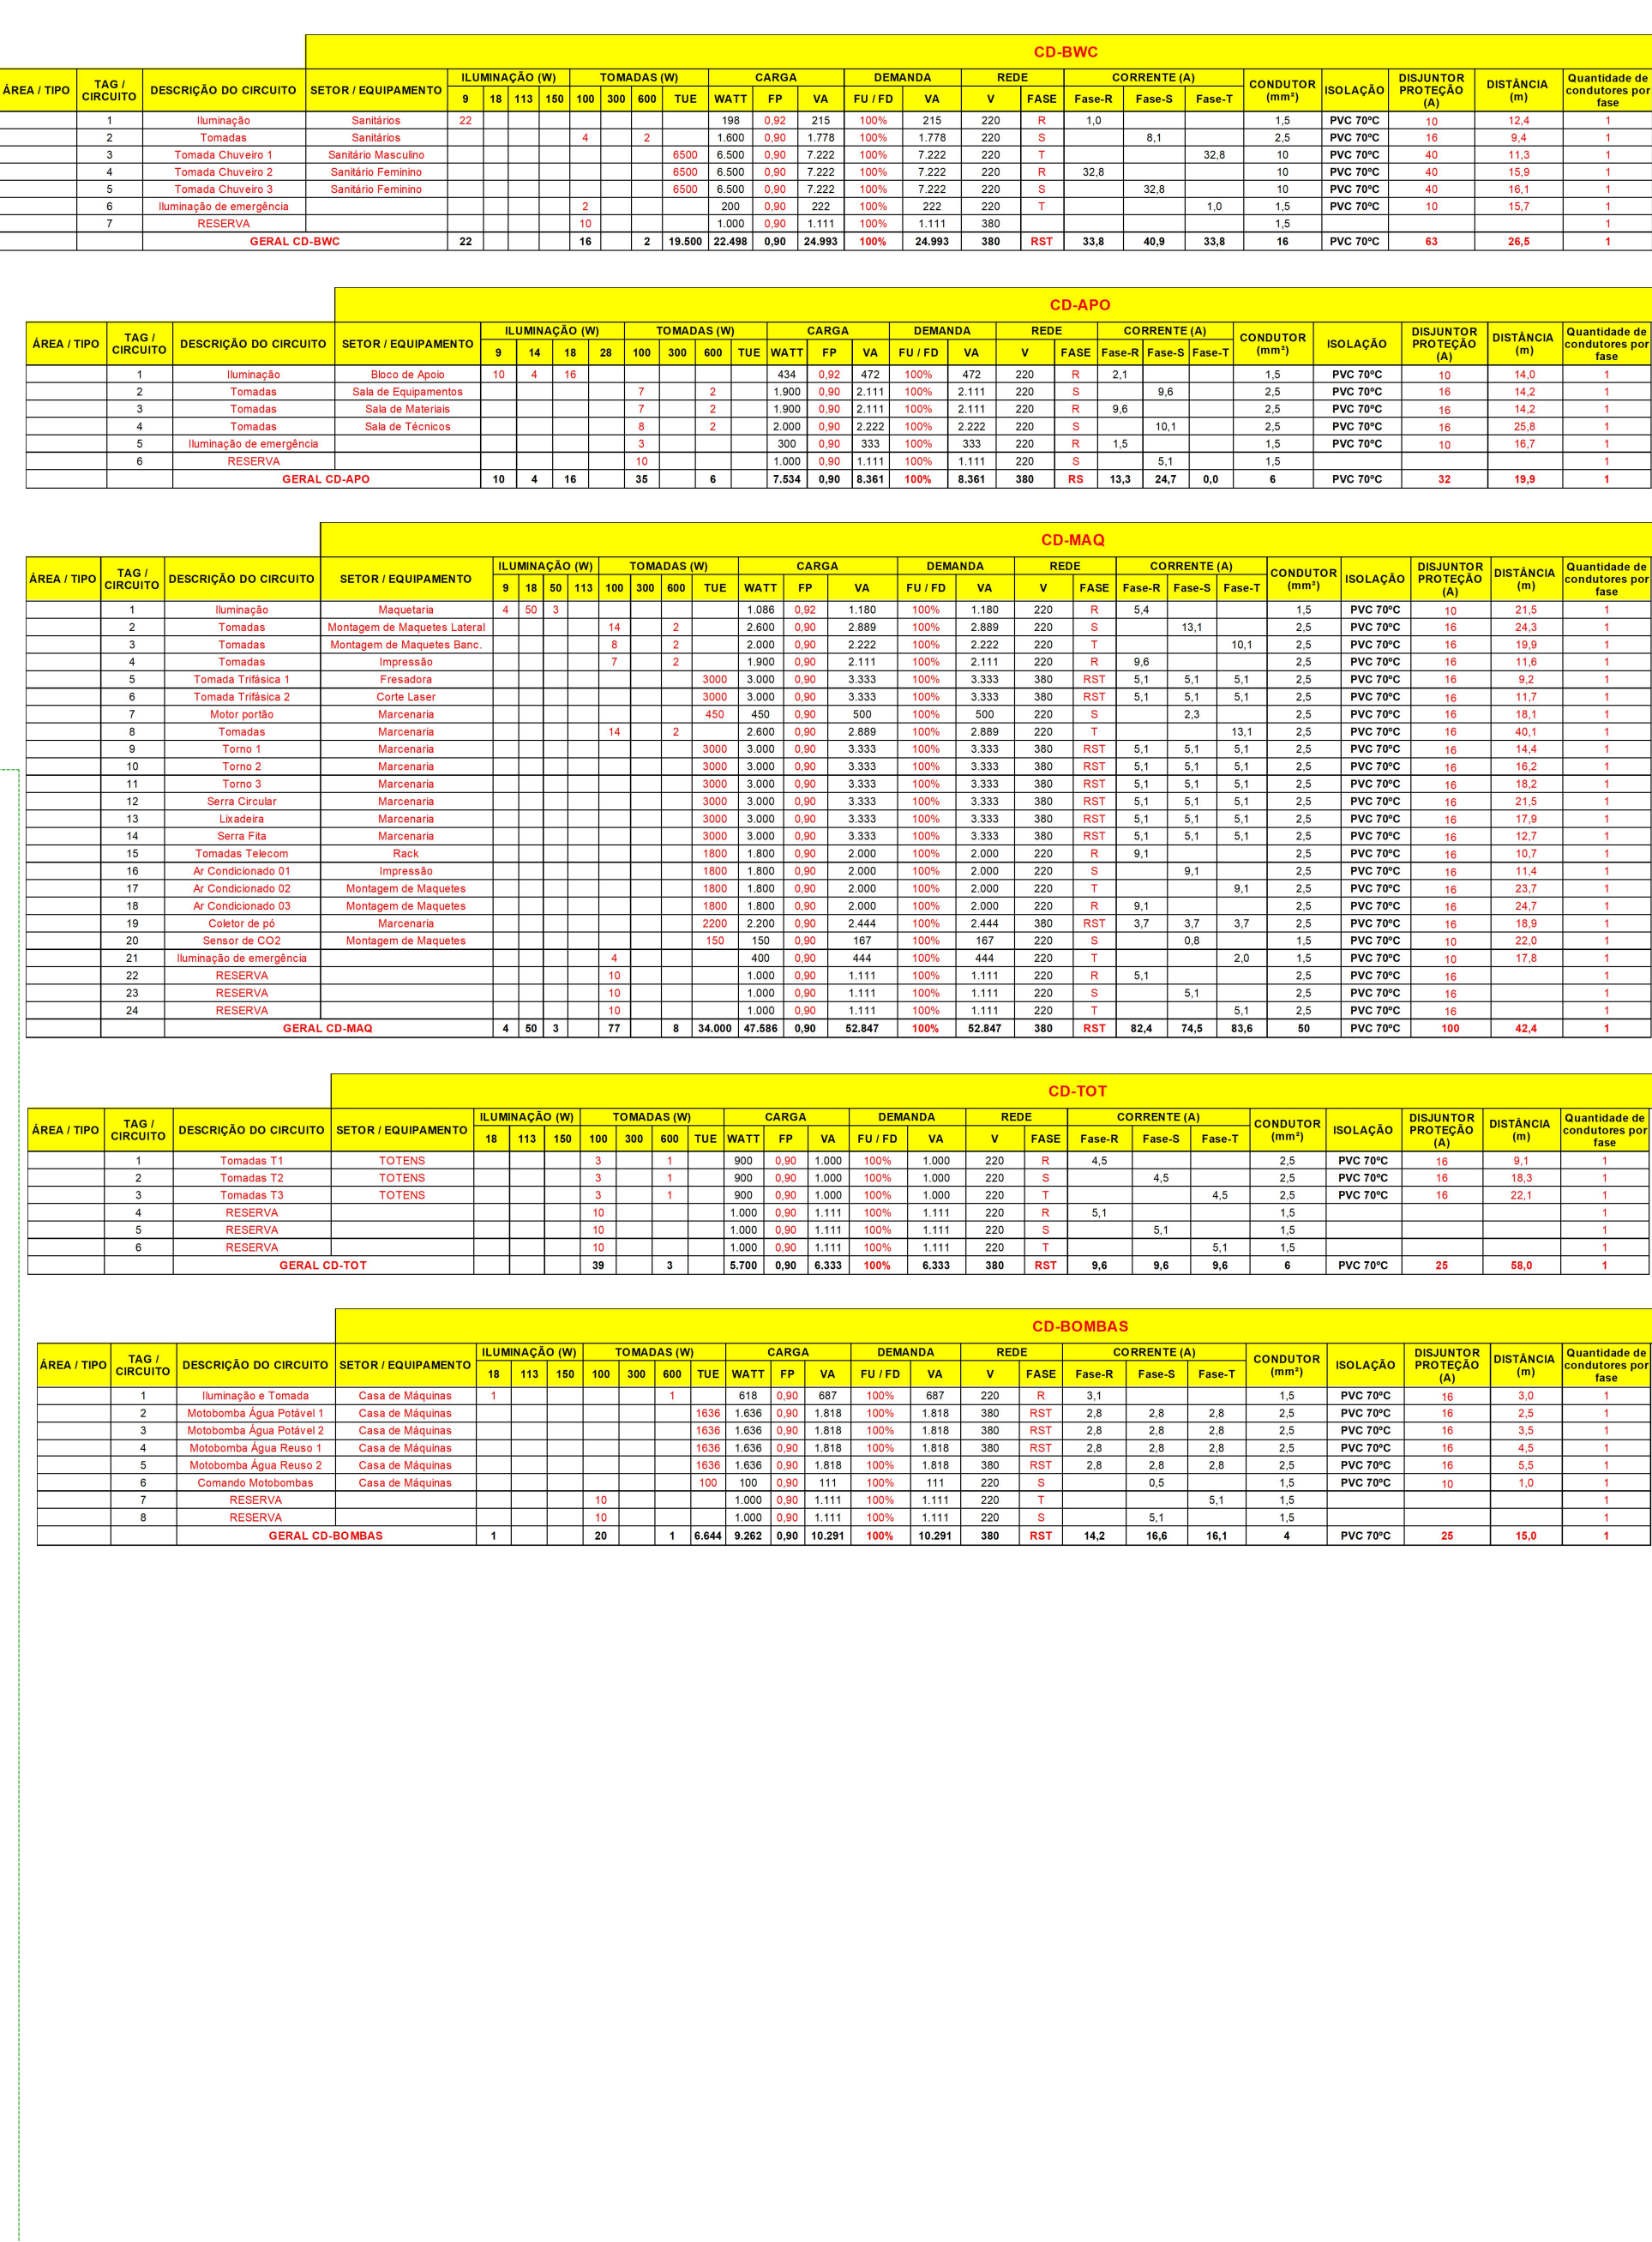 CD-BWC
ÁREA / TIPO TAG / CIRCUITO DESCRIÇÃO DO CIRCUITO SETOR / EQUIPAMENTO ILUMINAÇÃO (W) TOMADAS (W) CARGA DEMANDA REDE CORRENTE (A) CONDUTOR (mm²) ISOLAÇÃO DISJUNTOR PROTEÇÃO (A) DISTÂNCIA (m) Quantidade de condutores por fase
9 18 113 150 100 300 600 TUE WATT FP VA FU / FD VA V FASE Fase-R Fase-S Fase-T
1 Iluminação Sanitários 22 198 0,92 215 100% 215 220 R 1,0 1,5 PVC 70ºC 10 12,4 1
2 Tomadas Sanitários 4 2 1.600 0,90 1.778 100% 1.778 220 S 8,1 2,5 PVC 70ºC 16 9,4 1
3 Tomada Chuveiro 1 Sanitário Masculino 6500 6.500 0,90 7.222 100% 7.222 220 T 32,8 10 PVC 70ºC 40 11,3 1
4 Tomada Chuveiro 2 Sanitário Feminino 6500 6.500 0,90 7.222 100% 7.222 220 R 32,8 10 PVC 70ºC 40 15,9 1
5 Tomada Chuveiro 3 Sanitário Feminino 6500 6.500 0,90 7.222 100% 7.222 220 S 32,8 10 PVC 70ºC 40 16,1 1
6 Iluminação de emergência 2 200 0,90 222 100% 222 220 T 1,0 1,5 PVC 70ºC 10 15,7 1
7 RESERVA 10 1.000 0,90 1.111 100% 1.111 380 1,5 1
GERAL CD-BWC 22 16 2 19.500 22.498 0,90 24.993 100% 24.993 380 RST 33,8 40,9 33,8 16 PVC 70ºC 63 26,5 1
CD-APO
ÁREA / TIPO TAG / CIRCUITO DESCRIÇÃO DO CIRCUITO SETOR / EQUIPAMENTO ILUMINAÇÃO (W) TOMADAS (W) CARGA DEMANDA REDE CORRENTE (A) CONDUTOR (mm²) ISOLAÇÃO DISJUNTOR PROTEÇÃO (A) DISTÂNCIA (m) Quantidade de condutores por fase
9 14 18 28 100 300 600 TUE WATT FP VA FU / FD VA V FASE Fase-R Fase-S Fase-T
1 Iluminação Bloco de Apoio 10 4 16 434 0,92 472 100% 472 220 R 2,1 1,5 PVC 70ºC 10 14,0 1
2 Tomadas Sala de Equipamentos 7 2 1.900 0,90 2.111 100% 2.111 220 S 9,6 2,5 PVC 70ºC 16 14,2 1
3 Tomadas Sala de Materiais 7 2 1.900 0,90 2.111 100% 2.111 220 R 9,6 2,5 PVC 70ºC 16 14,2 1
4 Tomadas Sala de Técnicos 8 2 2.000 0,90 2.222 100% 2.222 220 S 10,1 2,5 PVC 70ºC 16 25,8 1
5 Iluminação de emergência 3 300 0,90 333 100% 333 220 R 1,5 1,5 PVC 70ºC 10 16,7 1
6 RESERVA 10 1.000 0,90 1.111 100% 1.111 220 S 5,1 1,5 1
GERAL CD-APO 10 4 16 35 6 7.534 0,90 8.361 100% 8.361 380 RS 13,3 24,7 0,0 6 PVC 70ºC 32 19,9 1
CD-MAQ
ÁREA / TIPO TAG / CIRCUITO DESCRIÇÃO DO CIRCUITO SETOR / EQUIPAMENTO ILUMINAÇÃO (W) TOMADAS (W) CARGA DEMANDA REDE CORRENTE (A) CONDUTOR (mm²) ISOLAÇÃO DISJUNTOR PROTEÇÃO (A) DISTÂNCIA (m) Quantidade de condutores por fase
9 18 50 113 100 300 600 TUE WATT FP VA FU / FD VA V FASE Fase-R Fase-S Fase-T
1 Iluminação Maquetaria 4 50 3 1.086 0,92 1.180 100% 1.180 220 R 5,4 1,5 PVC 70ºC 10 21,5 1
2 Tomadas Montagem de Maquetes Lateral 14 2 2.600 0,90 2.889 100% 2.889 220 S 13,1 2,5 PVC 70ºC 16 24,3 1
3 Tomadas Montagem de Maquetes Banc. 8 2 2.000 0,90 2.222 100% 2.222 220 T 10,1 2,5 PVC 70ºC 16 19,9 1
4 Tomadas Impressão 7 2 1.900 0,90 2.111 100% 2.111 220 R 9,6 2,5 PVC 70ºC 16 11,6 1
5 Tomada Trifásica 1 Fresadora 3000 3.000 0,90 3.333 100% 3.333 380 RST 5,1 5,1 5,1 2,5 PVC 70ºC 16 9,2 1
6 Tomada Trifásica 2 Corte Laser 3000 3.000 0,90 3.333 100% 3.333 380 RST 5,1 5,1 5,1 2,5 PVC 70ºC 16 11,7 1
7 Motor portão Marcenaria 450 450 0,90 500 100% 500 220 S 2,3 2,5 PVC 70ºC 16 18,1 1
8 Tomadas Marcenaria 14 2 2.600 0,90 2.889 100% 2.889 220 T 13,1 2,5 PVC 70ºC 16 40,1 1
9 Torno 1 Marcenaria 3000 3.000 0,90 3.333 100% 3.333 380 RST 5,1 5,1 5,1 2,5 PVC 70ºC 16 14,4 1
10 Torno 2 Marcenaria 3000 3.000 0,90 3.333 100% 3.333 380 RST 5,1 5,1 5,1 2,5 PVC 70ºC 16 16,2 1
11 Torno 3 Marcenaria 3000 3.000 0,90 3.333 100% 3.333 380 RST 5,1 5,1 5,1 2,5 PVC 70ºC 16 18,2 1
12 Serra Circular Marcenaria 3000 3.000 0,90 3.333 100% 3.333 380 RST 5,1 5,1 5,1 2,5 PVC 70ºC 16 21,5 1
13 Lixadeira Marcenaria 3000 3.000 0,90 3.333 100% 3.333 380 RST 5,1 5,1 5,1 2,5 PVC 70ºC 16 17,9 1
14 Serra Fita Marcenaria 3000 3.000 0,90 3.333 100% 3.333 380 RST 5,1 5,1 5,1 2,5 PVC 70ºC 16 12,7 1
15 Tomadas Telecom Rack 1800 1.800 0,90 2.000 100% 2.000 220 R 9,1 2,5 PVC 70ºC 16 10,7 1
16 Ar Condicionado 01 Impressão 1800 1.800 0,90 2.000 100% 2.000 220 S 9,1 2,5 PVC 70ºC 16 11,4 1
17 Ar Condicionado 02 Montagem de Maquetes 1800 1.800 0,90 2.000 100% 2.000 220 T 9,1 2,5 PVC 70ºC 16 23,7 1
18 Ar Condicionado 03 Montagem de Maquetes 1800 1.800 0,90 2.000 100% 2.000 220 R 9,1 2,5 PVC 70ºC 16 24,7 1
19 Coletor de pó Marcenaria 2200 2.200 0,90 2.444 100% 2.444 380 RST 3,7 3,7 3,7 2,5 PVC 70ºC 16 18,9 1
20 Sensor de CO2 Montagem de Maquetes 150 150 0,90 167 100% 167 220 S 0,8 1,5 PVC 70ºC 10 22,0 1
21 Iluminação de emergência 4 400 0,90 444 100% 444 220 T 2,0 1,5 PVC 70ºC 10 17,8 1
22 RESERVA 10 1.000 0,90 1.111 100% 1.111 220 R 5,1 2,5 PVC 70ºC 16 1
23 RESERVA 10 1.000 0,90 1.111 100% 1.111 220 S 5,1 2,5 PVC 70ºC 16 1
24 RESERVA 10 1.000 0,90 1.111 100% 1.111 220 T 5,1 2,5 PVC 70ºC 16 1
GERAL CD-MAQ 4 50 3 77 8 34.000 47.586 0,90 52.847 100% 52.847 380 RST 82,4 74,5 83,6 50 PVC 70ºC 100 42,4 1
CD-TOT
ÁREA / TIPO TAG / CIRCUITO DESCRIÇÃO DO CIRCUITO SETOR / EQUIPAMENTO ILUMINAÇÃO (W) TOMADAS (W) CARGA DEMANDA REDE CORRENTE (A) CONDUTOR (mm²) ISOLAÇÃO DISJUNTOR PROTEÇÃO (A) DISTÂNCIA (m) Quantidade de condutores por fase
18 113 150 100 300 600 TUE WATT FP VA FU / FD VA V FASE Fase-R Fase-S Fase-T
1 Tomadas T1 TOTENS 3 1 900 0,90 1.000 100% 1.000 220 R 4,5 2,5 PVC 70ºC 16 9,1 1
2 Tomadas T2 TOTENS 3 1 900 0,90 1.000 100% 1.000 220 S 4,5 2,5 PVC 70ºC 16 18,3 1
3 Tomadas T3 TOTENS 3 1 900 0,90 1.000 100% 1.000 220 T 4,5 2,5 PVC 70ºC 16 22,1 1
4 RESERVA 10 1.000 0,90 1.111 100% 1.111 220 R 5,1 1,5 1
5 RESERVA 10 1.000 0,90 1.111 100% 1.111 220 S 5,1 1,5 1
6 RESERVA 10 1.000 0,90 1.111 100% 1.111 220 T 5,1 1,5 1
GERAL CD-TOT 39 3 5.700 0,90 6.333 100% 6.333 380 RST 9,6 9,6 9,6 6 PVC 70ºC 25 58,0 1
CD-BOMBAS
ÁREA / TIPO TAG / CIRCUITO DESCRIÇÃO DO CIRCUITO SETOR / EQUIPAMENTO ILUMINAÇÃO (W) TOMADAS (W) CARGA DEMANDA REDE CORRENTE (A) CONDUTOR (mm²) ISOLAÇÃO DISJUNTOR PROTEÇÃO (A) DISTÂNCIA (m) Quantidade de condutores por fase
18 113 150 100 300 600 TUE WATT FP VA FU / FD VA V FASE Fase-R Fase-S Fase-T
1 Iluminação e Tomada Casa de Máquinas 1 1 618 0,90 687 100% 687 220 R 3,1 1,5 PVC 70ºC 16 3,0 1
2 Motobomba Água Potável 1 Casa de Máquinas 1636 1.636 0,90 1.818 100% 1.818 380 RST 2,8 2,8 2,8 2,5 PVC 70ºC 16 2,5 1
3 Motobomba Água Potável 2 Casa de Máquinas 1636 1.636 0,90 1.818 100% 1.818 380 RST 2,8 2,8 2,8 2,5 PVC 70ºC 16 3,5 1
4 Motobomba Água Reuso 1 Casa de Máquinas 1636 1.636 0,90 1.818 100% 1.818 380 RST 2,8 2,8 2,8 2,5 PVC 70ºC 16 4,5 1
5 Motobomba Água Reuso 2 Casa de Máquinas 1636 1.636 0,90 1.818 100% 1.818 380 RST 2,8 2,8 2,8 2,5 PVC 70ºC 16 5,5 1
6 Comando Motobombas Casa de Máquinas 100 100 0,90 111 100% 111 220 S 0,5 1,5 PVC 70ºC 10 1,0 1
7 RESERVA 10 1.000 0,90 1.111 100% 1.111 220 T 5,1 1,5 1
8 RESERVA 10 1.000 0,90 1.111 100% 1.111 220 S 5,1 1,5 1
GERAL CD-BOMBAS 1 20 1 6.644 9.262 0,90 10.291 100% 10.291 380 RST 14,2 16,6 16,1 4 PVC 70ºC 25 15,0 1